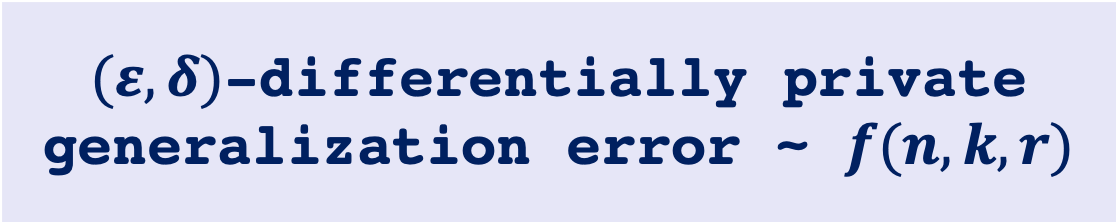 (ε, δ)–differentially private
generalization error ~ f(n, k, r)